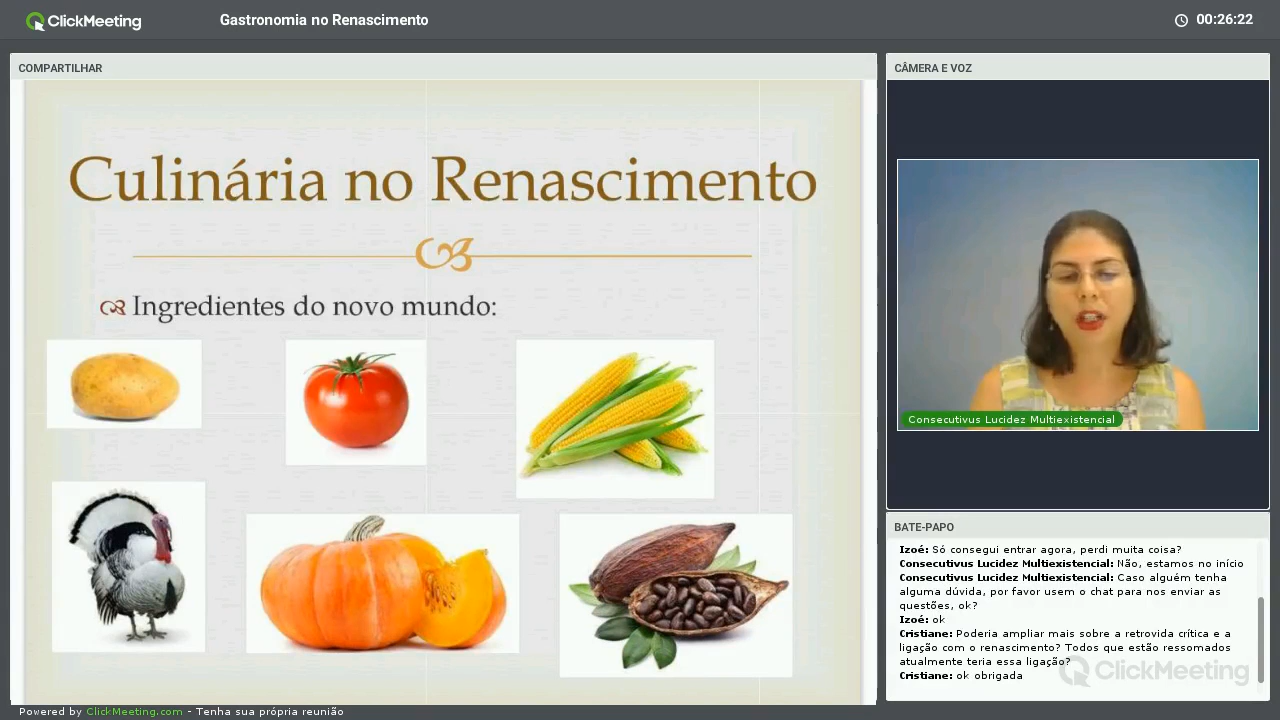 ClickMeeting
Gastronomia no Renascimento
00:26:22
COMPARTILHAR
Culinária no Renascimento
Ingredientes do novo mundo:
CÂMERA E VOZ
Consecutivus Lucidez Multiexistencial
BATE-PAPO
Izoé: Só consegui entrar agora, perdi muita coisa?
Consecutivus Lucidez Multiexistencial: Não, estamos no início
Consecutivus Lucidez Multiexistencial: Caso alguém tenha
alguma dúvida, por favor usem o chat para nos enviar as
questões, ok?
Izoé: ok
Cristiane: Poderia ampliar mais sobre a retrovida crítica e a
ligação com o renascimento? Todos que estão ressomados
atualmente teria essa ligação?
Cristiane: ok obrigada
ClickMeeting
Powered by ClickMeeting.com - Tenha sua própria reunião